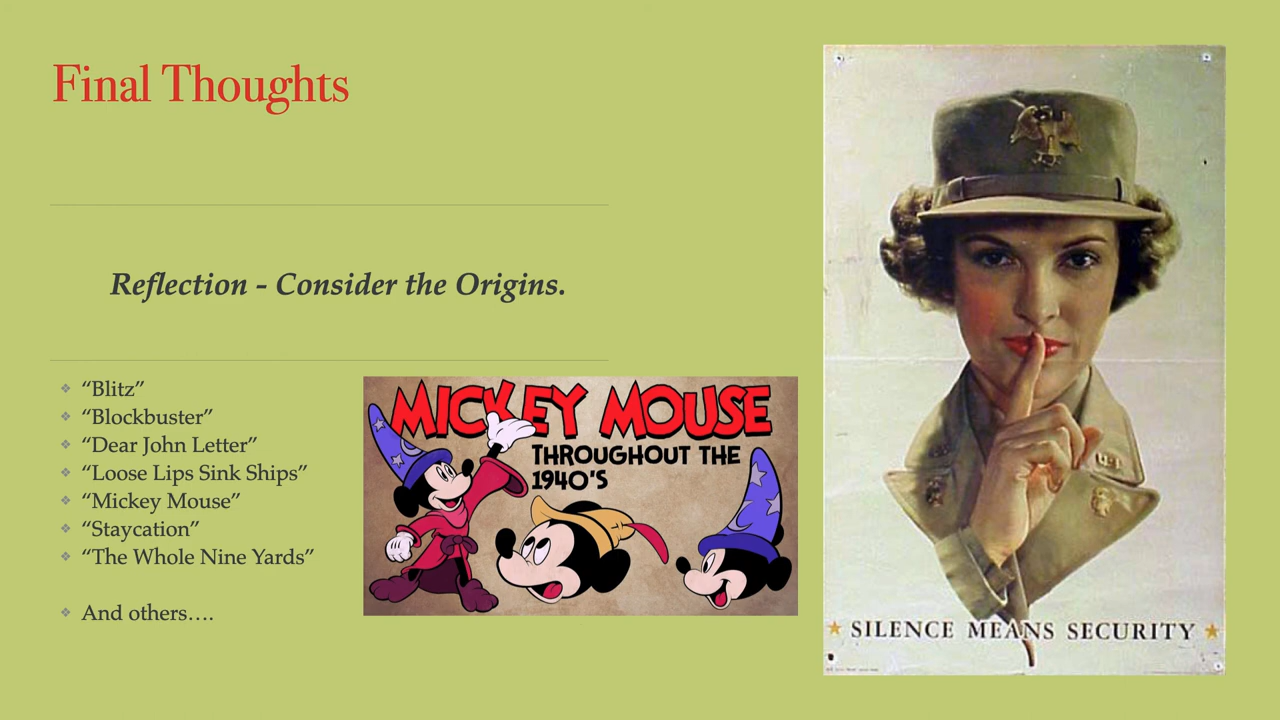 Final Thoughts
Reflection - Consider the Origins.
“Blitz”
“Blockbuster”
“Dear John Letter”
“Loose Lips Sink Ships”
“Mickey Mouse”
“Staycation”
“The Whole Nine Yards”
And others….
MICKEY MOUSE
THROUGHOUT THE
1940'S
SILENCE MEANS SECURITY